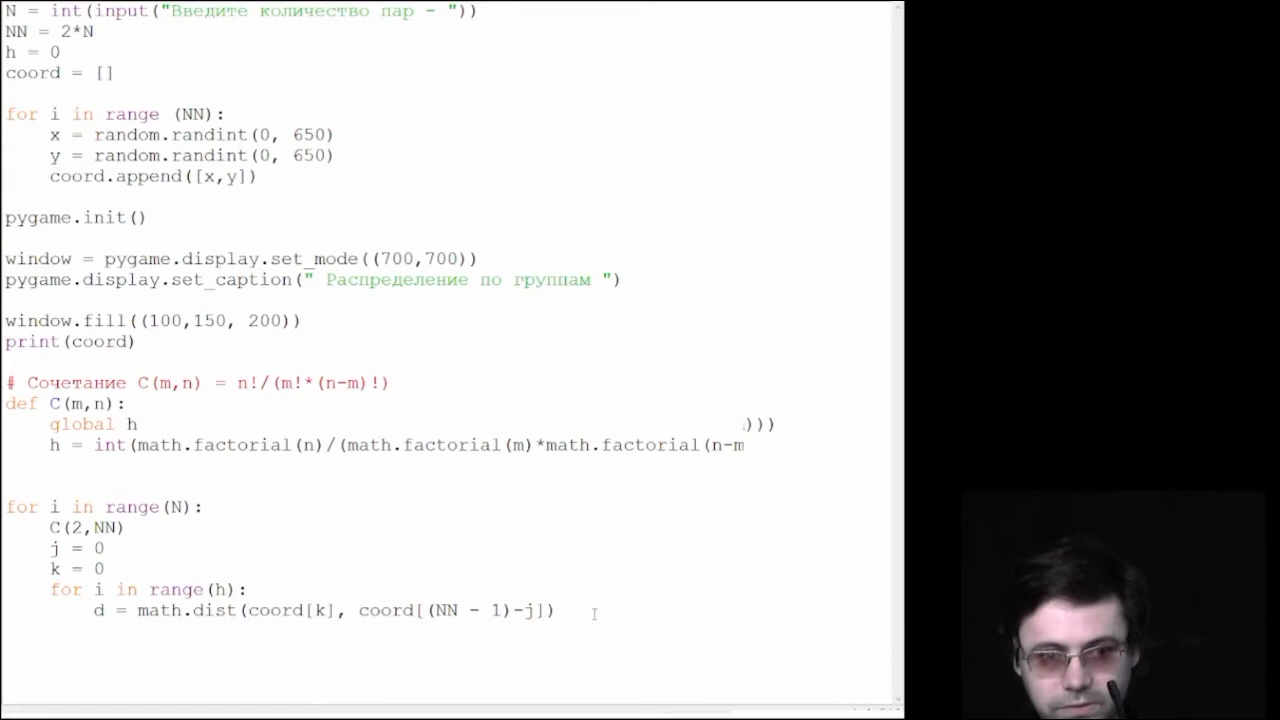 N = int(input("Введите количество пар - "))
NN = 2*N
h = 0
coord = []
for i in range (NN):
    x = random.randint(0, 650)
    y = random.randint(0, 650)
    coord.append([x,y])
pygame.init()
window = pygame.display.set_mode((700,700))
pygame.display.set_caption(" Распределение по группам ")
window.fill((100,150, 200))
print(coord)
# Сочетание C(m,n) = n!/(m!*(n-m)!)
def C(m,n):
    global h
)))
    h = int(math.factorial(n)/(math.factorial(m)*math.factorial(n-m
for i in range(N):
    C(2,NN)
    j = 0
    k = 0
    for i in range(h):
        d = math.dist(coord[k], coord[(NN - 1)-j])